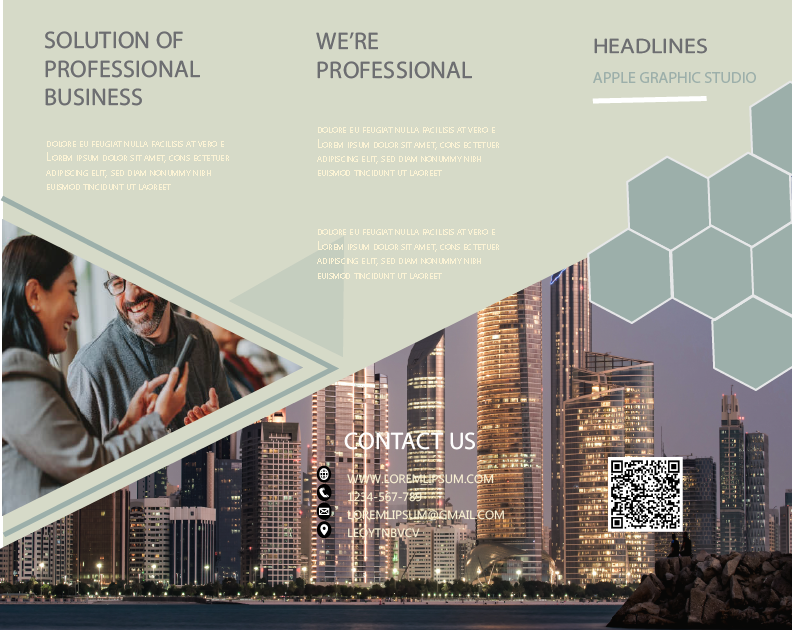 SOLUTION OF
PROFESSIONAL
BUSINESS
DOLORE EU FEUGIAT NULLA FACILISIS AT VERO E
LOREM IPSUM DOLOR SIT AMET, CONS ECTETUER
ADIPISCING ELIT, SED DIAM NONUMMY NIBH
EUISMOD TINCIDUNT UT LAOREET
WE'RE
PROFESSIONAL
DOLORE EU FEUGIAT NULLA FACILISIS AT VERO E
LOREM IPSUM DOLOR SIT AMET, CONS ECTETUER
ADIPISCING ELIT, SED DIAM NONUMMY NIBH
EUISMOD TINCIDUNT UT LAOREET
DOLORE EU FEUGIAT NULLA FACILISIS AT VERO E
LOREM IPSUM DOLOR SIT AMET, CONS ECTETUER
ADIPISCING ELIT, SED DIAM NONUMMY NIBH
EUISMOD TINCIDUNT UT LAOREET
CONTACT US
WWW.LOREMLIPSUM.COM
1234-567-789
LOREMLIPSUM@GMAIL.COM
LEOYTNBVCV
HEADLINES
APPLE GRAPHIC STUDIO